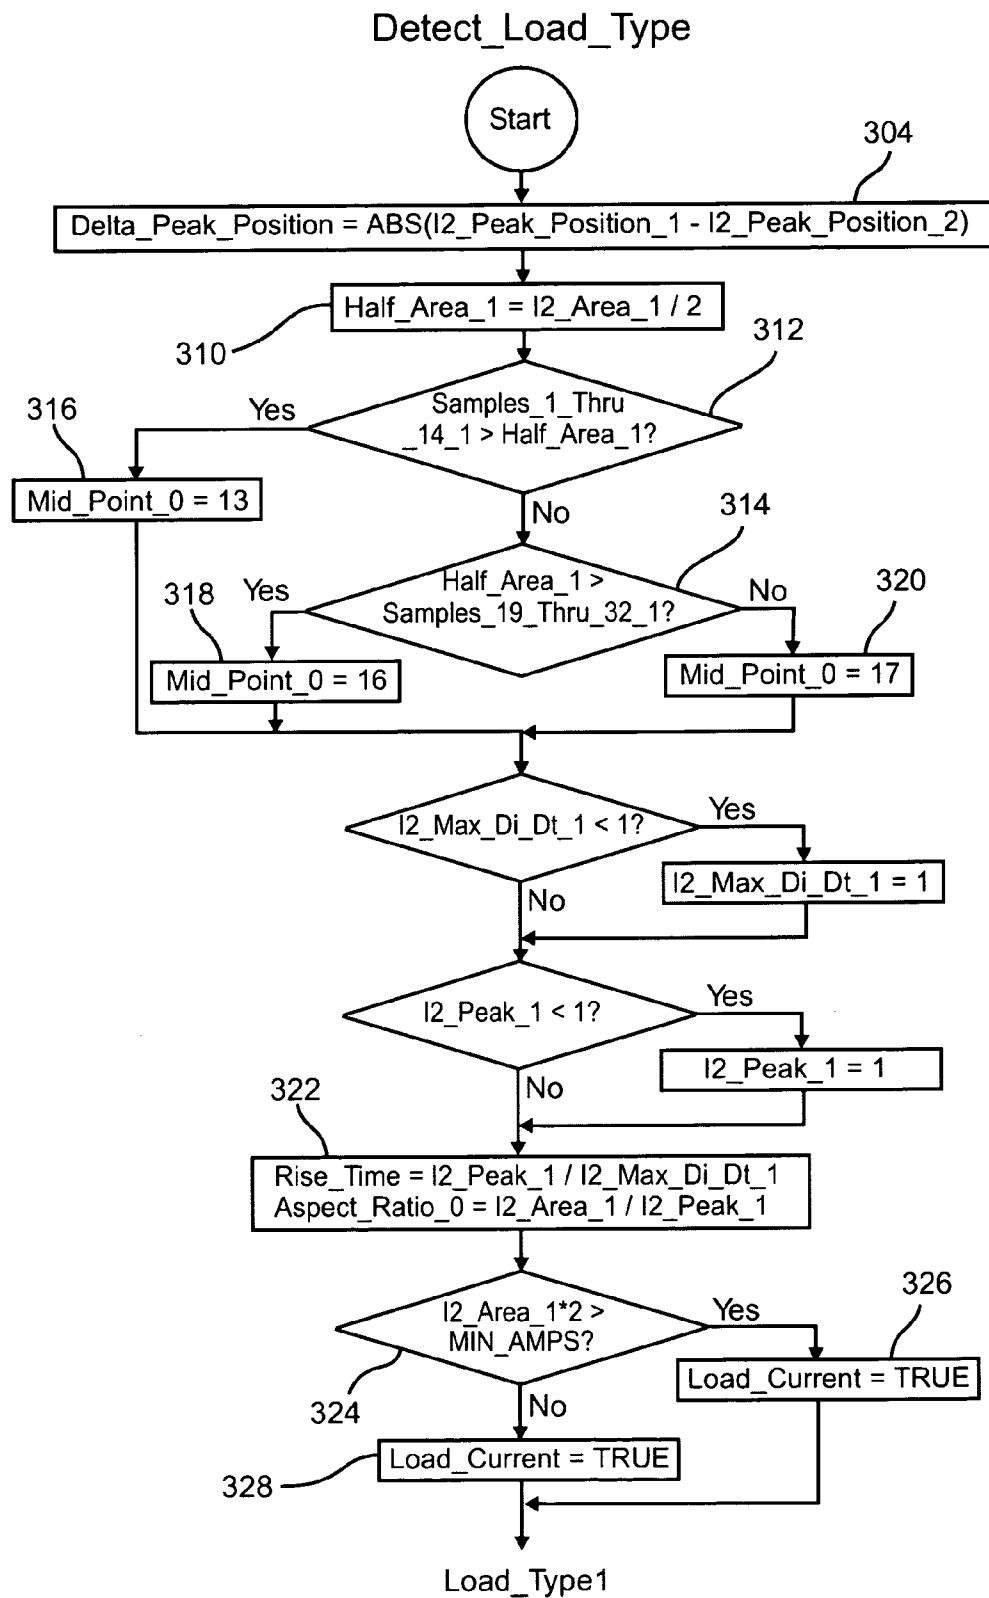 Detect_Load_Type
Start
304
Delta_Peak_Position = ABS(I2_Peak_Position_1 - I2_Peak_Position_2)
Half_Area_1 = I2_Area_1 / 2
310
312
Samples_1_Thru
_14_1 > Half_Area_1?
Yes
316
Mid_Point_0 = 13
No
314
Half_Area_1 >
Samples_19_Thru_32_1?
Yes
318
No
320
Mid_Point_0 = 16
Mid_Point_0 = 17
I2_Max_Di_Dt_1 < 1?
Yes
I2_Max_Di_Dt_1 = 1
No
I2_Peak_1 < 1?
Yes
I2_Peak_1 = 1
No
322
Rise_Time = I2_Peak_1 / I2_Max_Di_Dt_1
Aspect_Ratio_0 = I2_Area_1 / I2_Peak_1
I2_Area_1*2 >
MIN_AMPS?
Yes
326
Load_Current = TRUE
324
No
Load_Current = TRUE
328
Load_Type1